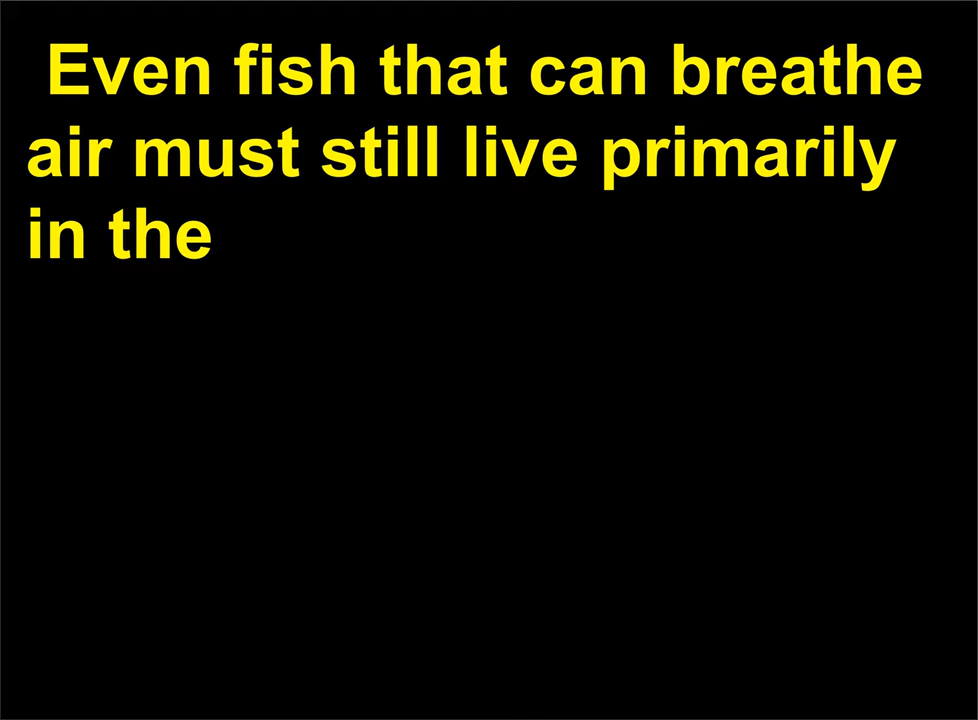 Even fish that can breathe
air must still live primarily
in the